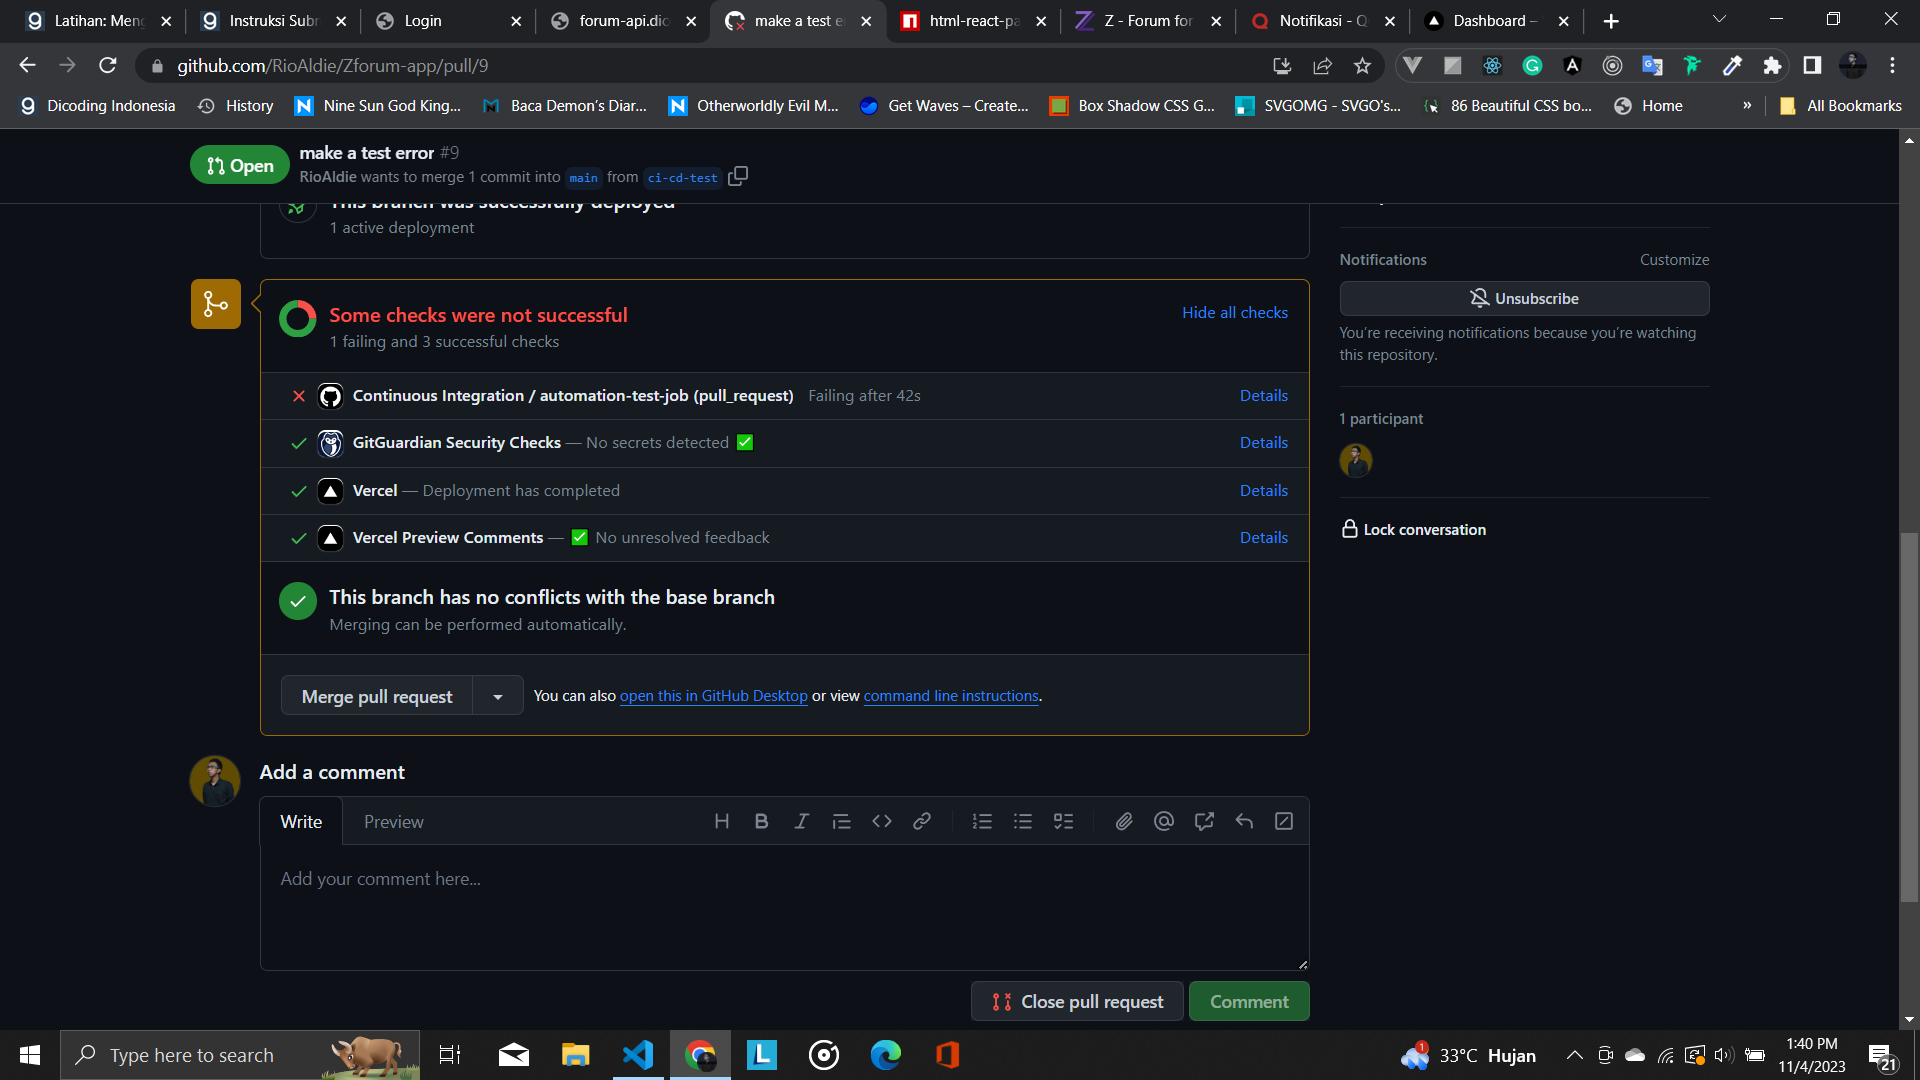 Latihan: Meng
Instruksi Subm
Login
forum-api.dic
make a test e
html-react-pa
Z - Forum for
Notifikasi - Q
Dashboard –
github.com/RioAldie/Zforum-app/pull/9
Dicoding Indonesia
History
Nine Sun God King...
Baca Demon's Diar...
Otherworldly Evil M...
Get Waves – Create...
Box Shadow CSS G...
SVGOMG - SVGO's...
86 Beautiful CSS bo...
Home
»
All Bookmarks
Open
make a test error #9
RioAldie wants to merge 1 commit into main from ci-cd-test
This branch was successfully deployed
1 active deployment
Some checks were not successful
1 failing and 3 successful checks
Hide all checks
Continuous Integration / automation-test-job (pull_request) Failing after 42s
Details
GitGuardian Security Checks — No secrets detected ✅
Details
Vercel — Deployment has completed
Details
Vercel Preview Comments — ✅ No unresolved feedback
Details
This branch has no conflicts with the base branch
Merging can be performed automatically.
Merge pull request
You can also open this in GitHub Desktop or view command line instructions.
Notifications
Customize
Unsubscribe
You're receiving notifications because you're watching
this repository.
1 participant
Lock conversation
Add a comment
Write
Preview
Add your comment here...
Close pull request
Comment
Type here to search
1
33°C Hujan
1:40 PM
11/4/2023
21